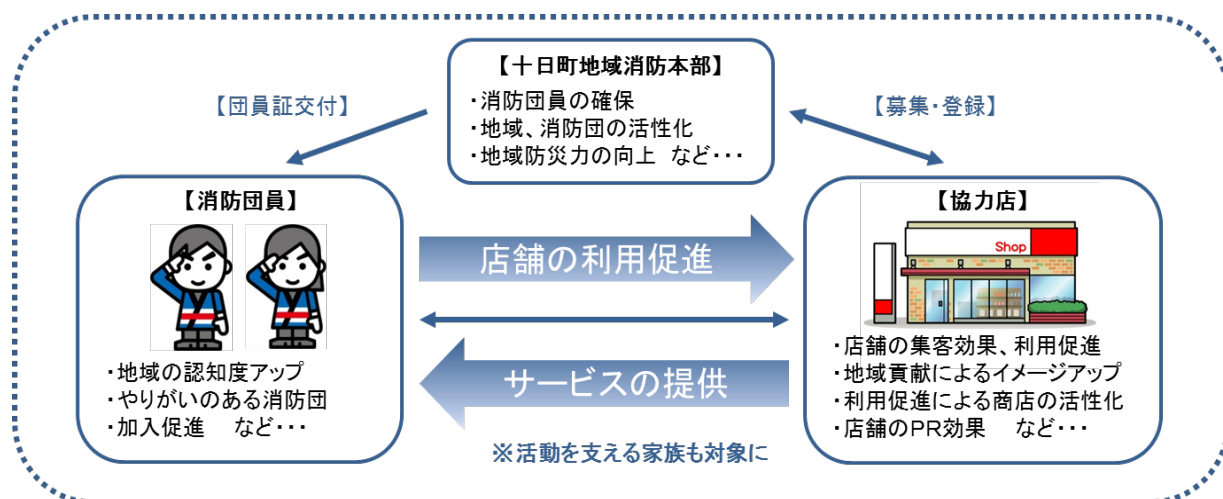 【十日町地域消防本部】
・消防団員の確保
・地域、消防団の活性化
・地域防災力の向上 など・・・
【団員証交付】
【募集・登録】
【消防団員】
・地域の認知度アップ
・やりがいのある消防団
・加入促進 など・・・
店舗の利用促進
サービスの提供
※活動を支える家族も対象に
【協力店】
Shop
・店舗の集客効果、利用促進
・地域貢献によるイメージアップ
・利用促進による商店の活性化
・店舗のPR効果 など・・・